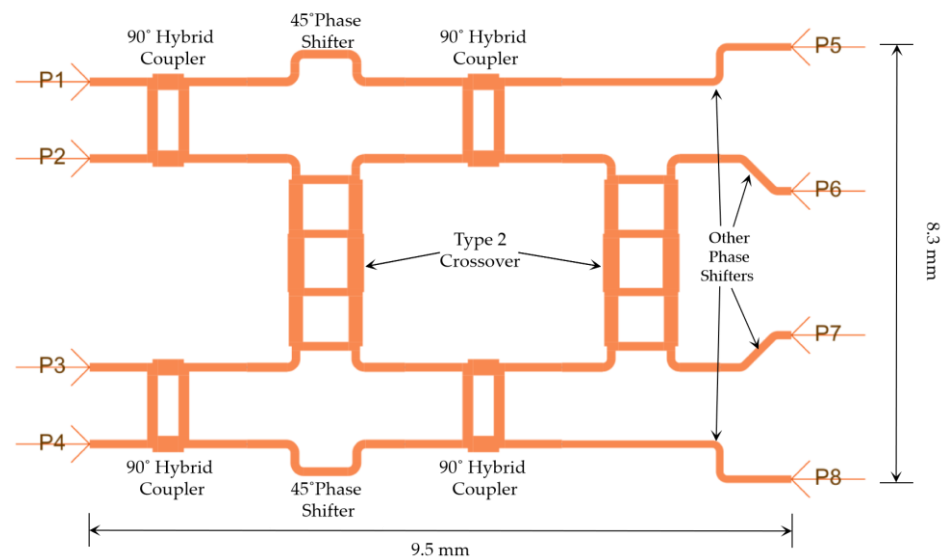 45˚Phase
Shifter
90˚ Hybrid
Coupler
90˚ Hybrid
Coupler
P5
P1
P2
P6
Type 2
Crossover
Other
Phase
Shifters
8.3 mm
P7
P3
P4
P8
90˚ Hybrid
Coupler
45˚Phase
Shifter
90˚ Hybrid
Coupler
9.5 mm